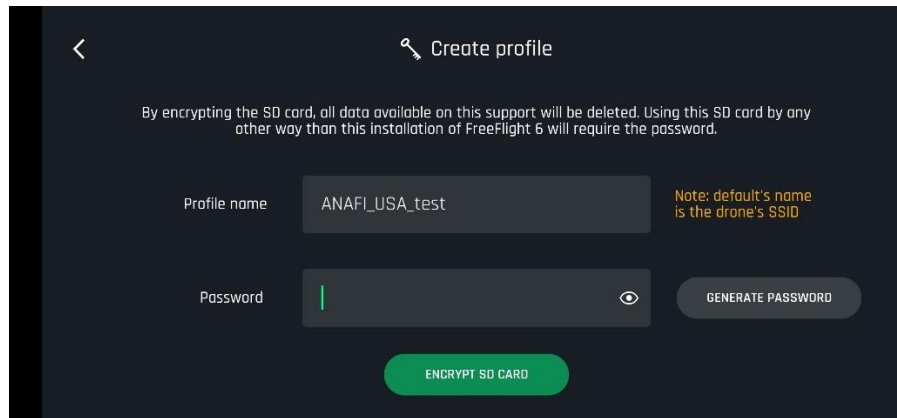 Create profile
By encrypting the SD card, all data available on this support will be deleted. Using this SD card by any
other way than this installation of FreeFlight 6 will require the password.
Profile name
ANAFI_USA_test
Note: default's name
is the drone's SSID
Password
GENERATE PASSWORD
ENCRYPT SD CARD